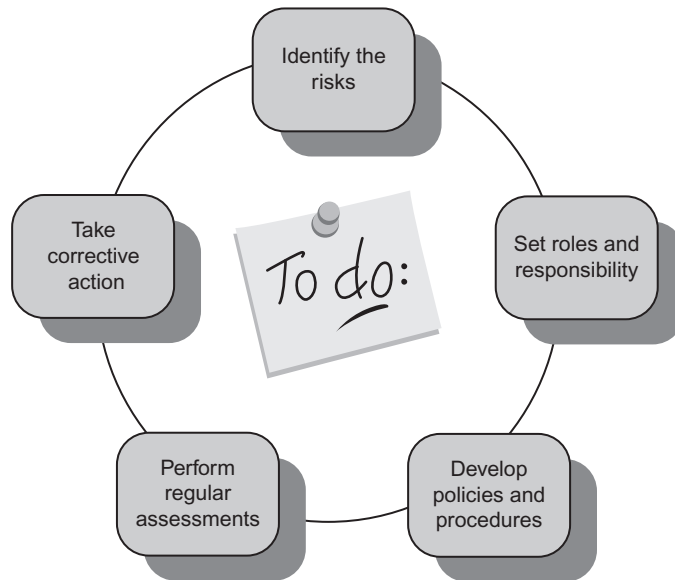 Identify the
risks
Set roles and
responsibility
Develop
policies and
procedures
Perform
regular
assessments
Take
corrective
action
To do: